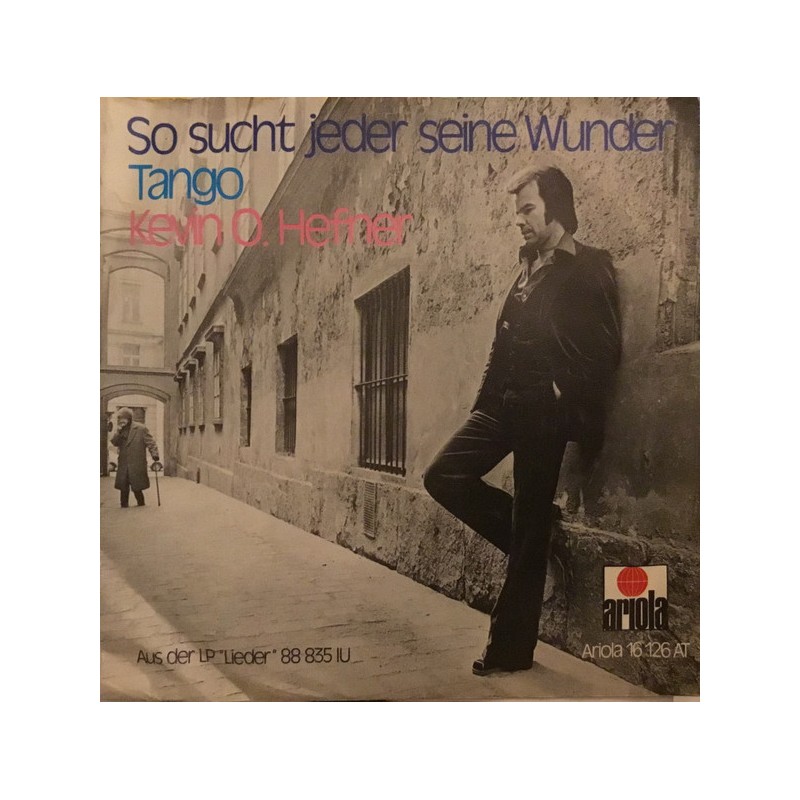 So sucht jeder seine Wunder
Tango
Kevin O. Hefner
ariola
Aus der LP "Lieder" 88 835 IU
Ariola 16 126 AT